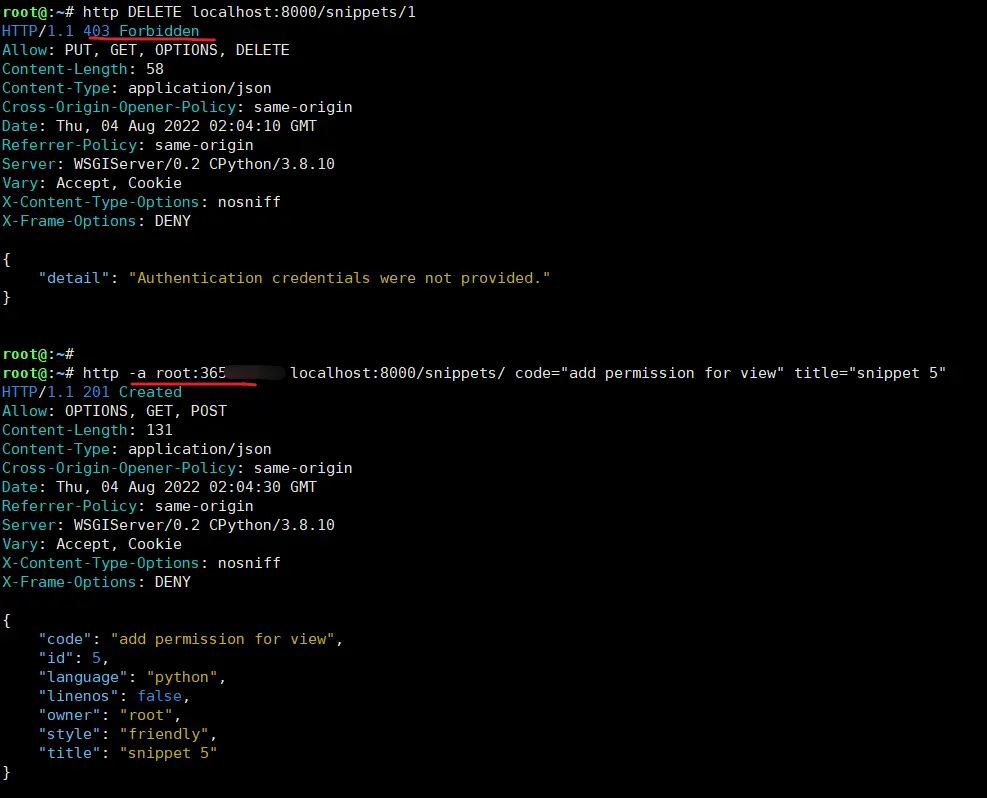 root@:~# http DELETE localhost:8000/snippets/1
HTTP/1.1 403 Forbidden
Allow: PUT, GET, OPTIONS, DELETE
Content-Length: 58
Content-Type: application/json
Cross-Origin-Opener-Policy: same-origin
Date: Thu, 04 Aug 2022 02:04:10 GMT
Referrer-Policy: same-origin
Server: WSGIServer/0.2 CPython/3.8.10
Vary: Accept, Cookie
X-Content-Type-Options: nosniff
X-Frame-Options: DENY
{
    "detail": "Authentication credentials were not provided."
}
root@:~#
root@:~# http -a root:365 localhost:8000/snippets/ code="add permission for view" title="snippet 5"
HTTP/1.1 201 Created
Allow: OPTIONS, GET, POST
Content-Length: 131
Content-Type: application/json
Cross-Origin-Opener-Policy: same-origin
Date: Thu, 04 Aug 2022 02:04:30 GMT
Referrer-Policy: same-origin
Server: WSGIServer/0.2 CPython/3.8.10
Vary: Accept, Cookie
X-Content-Type-Options: nosniff
X-Frame-Options: DENY
{
    "code": "add permission for view",
    "id": 5,
    "language": "python",
    "linenos": false,
    "owner": "root",
    "style": "friendly",
    "title": "snippet 5"
}